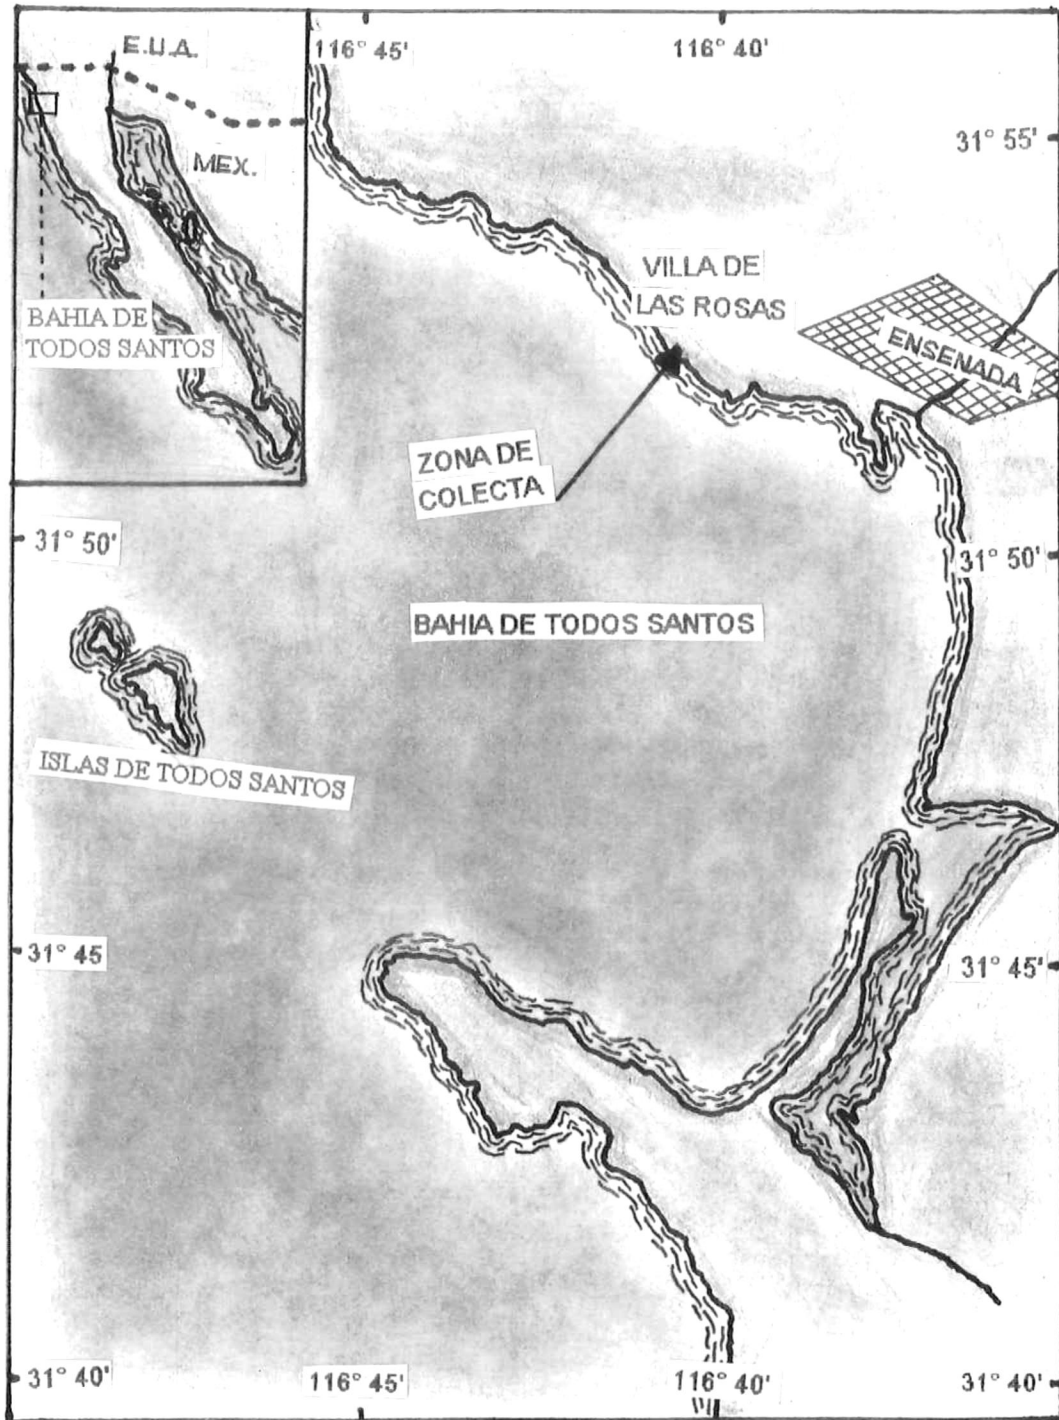 E.U.A.
MEX.
BAHIA DE
TODOS SANTOS
116° 45'
116° 40'
31° 55'
VILLA DE
LAS ROSAS
ENSENADA
ZONA DE
COLECTA
31° 50'
31° 50'
BAHIA DE TODOS SANTOS
ISLAS DE TODOS SANTOS
31° 45
31° 45'
31° 40'
116° 45'
116° 40'
31° 40'